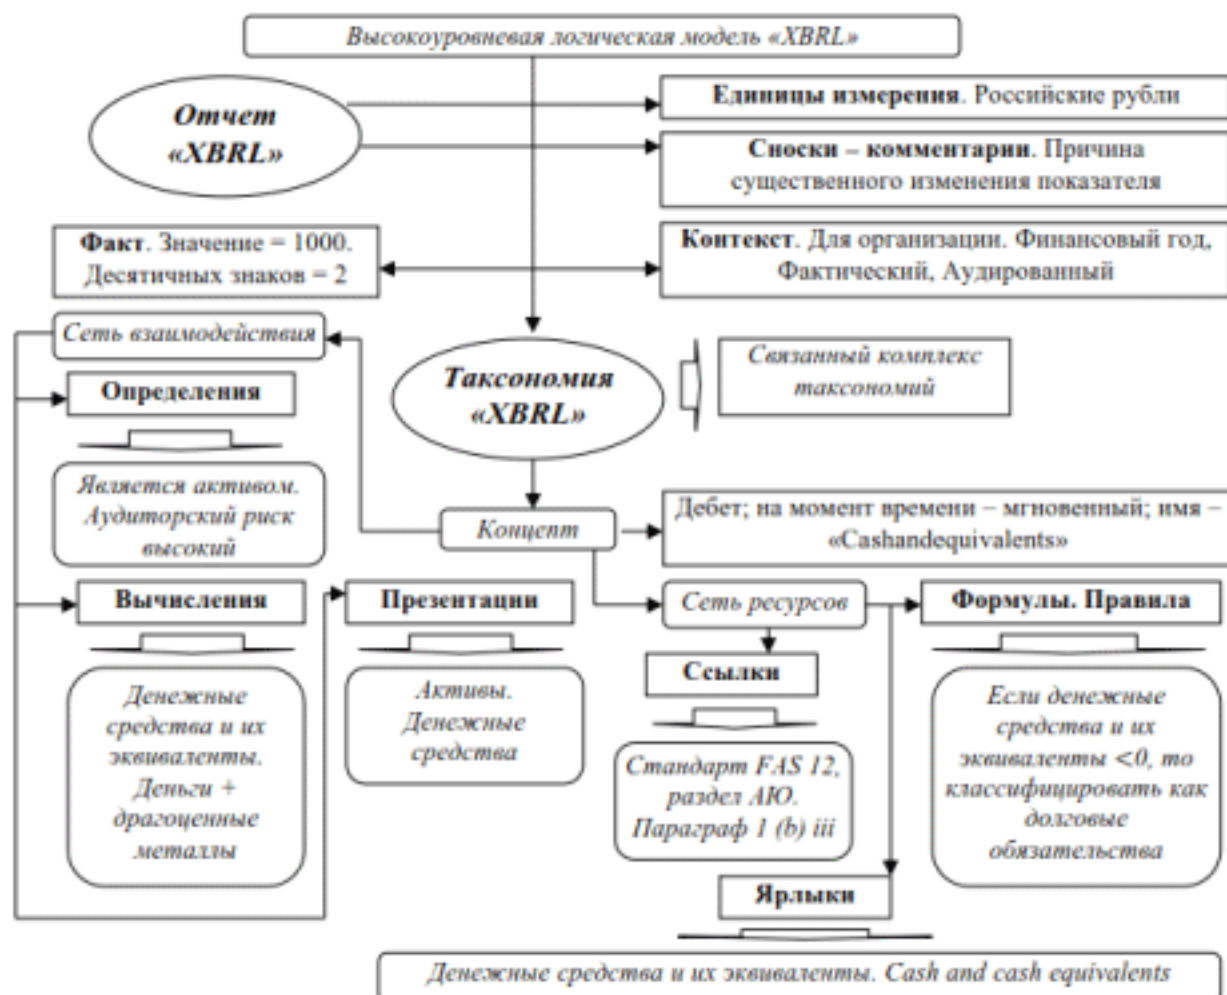 Высокоуровневая логическая модель «XBRL»
Отчет
«XBRL»
Единицы измерения. Российские рубли
Сноски – комментарии. Причина
существенного изменения показателя
Факт. Значение = 1000.
Десятичных знаков = 2
Контекст. Для организации. Финансовый год,
Фактический, Аудированный
Сеть взаимодействия
Таксономия
«XBRL»
Связанный комплекс
таксономий
Определения
Является активом.
Аудиторский риск
высокий
Концепт
Дебет; на момент времени – мгновенный; имя –
«Cashandequivalents»
Вычисления
Презентации
Сеть ресурсов
Формулы. Правила
Ссылки
Денежные
средства и их
эквиваленты.
Деньги +
драгоценные
металлы
Активы.
Денежные
средства
Стандарт FAS 12,
раздел АЮ.
Параграф 1 (b) iii
Если денежные
средства и их
эквиваленты <0, то
классифицировать как
долговые
обязательства
Ярлыки
Денежные средства и их эквиваленты. Cash and cash equivalents